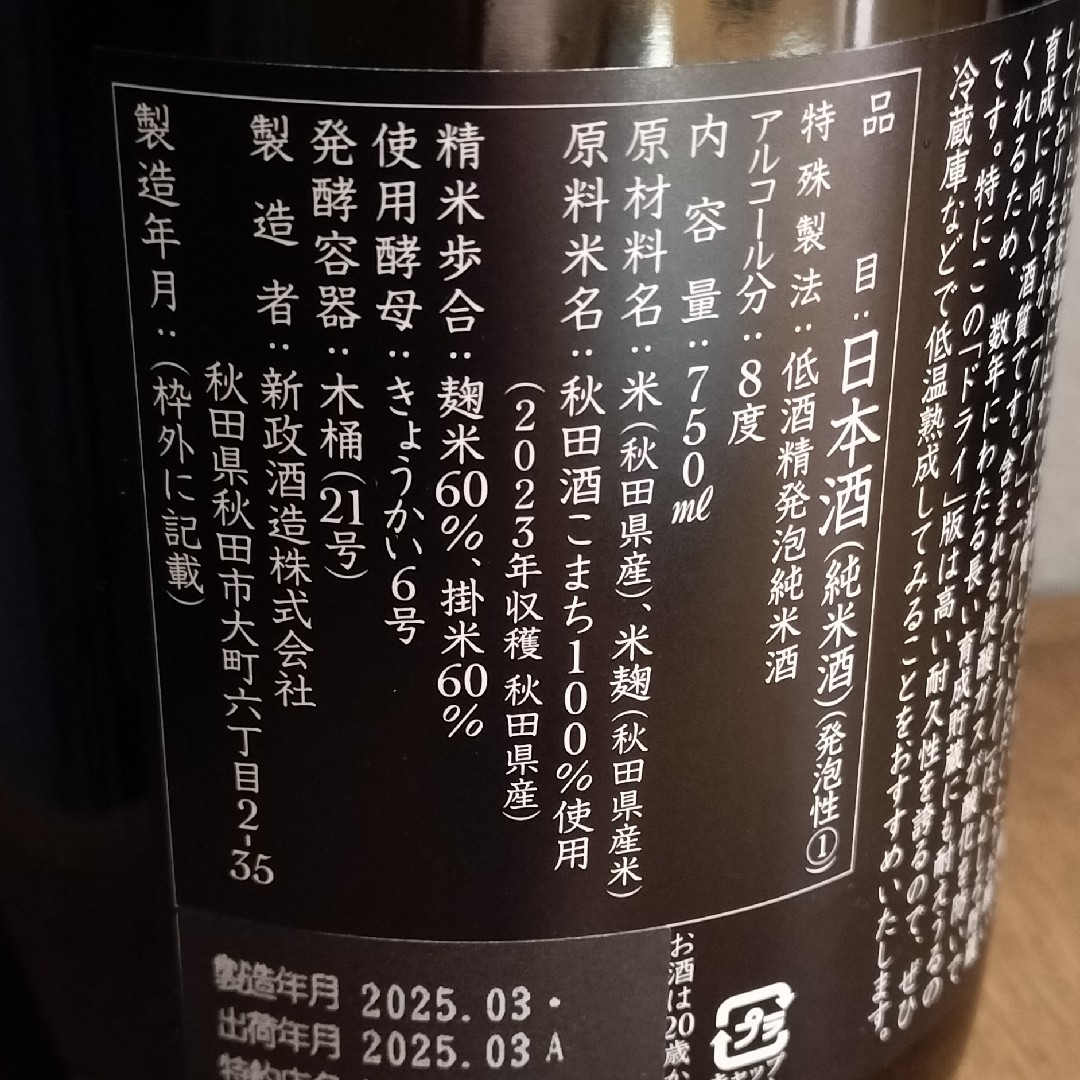 くれるため、数年にわたる長い育成貯蔵にも耐えうるの
です。特にこの「ドライ」版は高い耐久性を誇るので、ぜひ
冷蔵庫などで低温熟成してみることをおすすめいたします。
品目:日本酒(純米酒)(発泡性①)
特殊製法:低酒精発泡純米酒
アルコール分:8度
内容量:750ml
原材料名:米(秋田県産)、米麹(秋田県産米)
原料米名:秋田酒こまち100%使用
(2023年収穫 秋田県産)
精米歩合:麹米60%、掛米60%
使用酵母:きょうかい6号
発酵容器:木桶(21号)
製造者:新政酒造株式会社
秋田県秋田市大町六丁目2-35
製造年月:(枠外に記載)
お酒は20歳か
プラ
製造年月 2025.03・
出荷年月 2025.03A